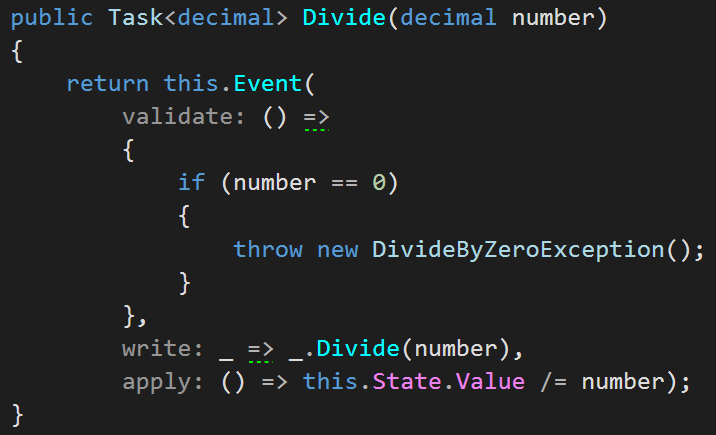 public Task<decimal> Divide(decimal number)
{
    return this.Event(
        validate: () =>
        {
            if (number == 0)
            {
                throw new DivideByZeroException();
            }
        },
        write: _ => _.Divide(number),
        apply: () => this.State.Value /= number);
}